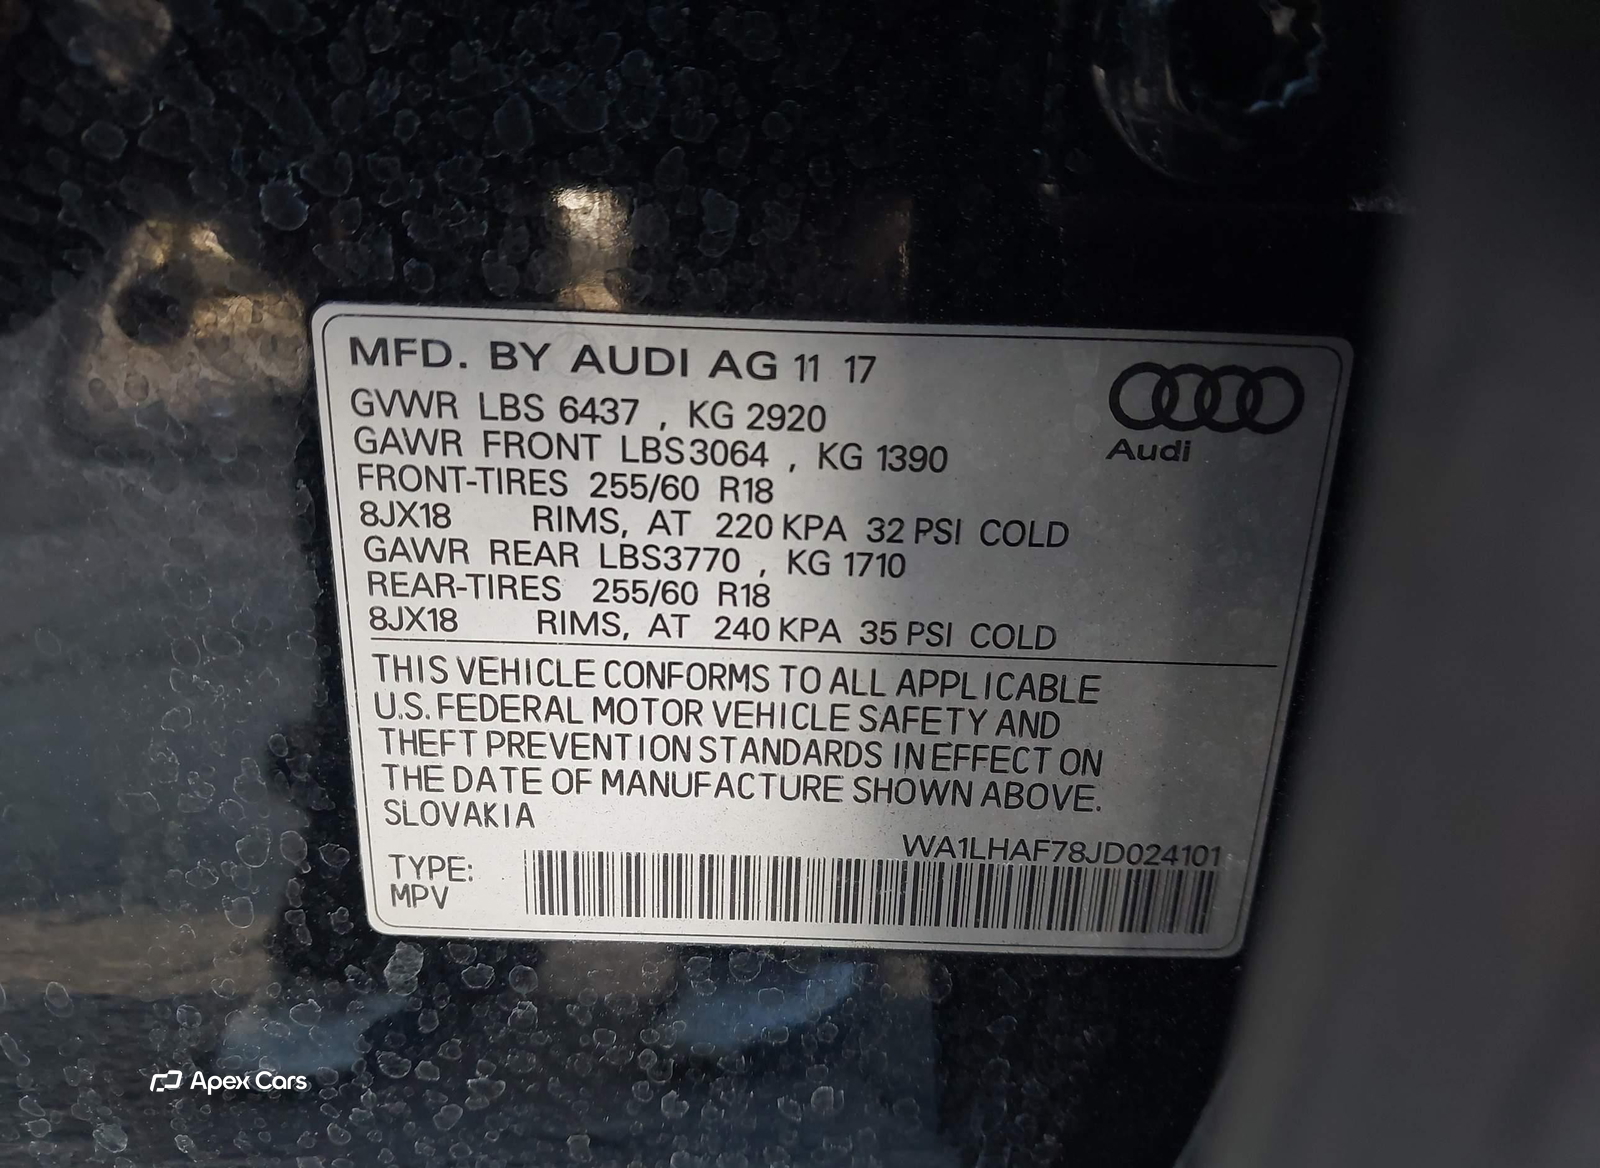 MFD. BY AUDI AG 11 17
GVWR LBS 6437 , KG 2920
GAWR FRONT LBS3064 , KG 1390
FRONT-TIRES 255/60 R18
8JX18 RIMS, AT 220 KPA 32 PSI COLD
GAWR REAR LBS3770 , KG 1710
REAR-TIRES 255/60 R18
8JX18 RIMS, AT 240 KPA 35 PSI COLD
Audi
THIS VEHICLE CONFORMS TO ALL APPLICABLE
U.S. FEDERAL MOTOR VEHICLE SAFETY AND
THEFT PREVENTION STANDARDS IN EFFECT ON
THE DATE OF MANUFACTURE SHOWN ABOVE.
SLOVAKIA
WA1LHAF78JD024101
TYPE:
MPV
Apex Cars